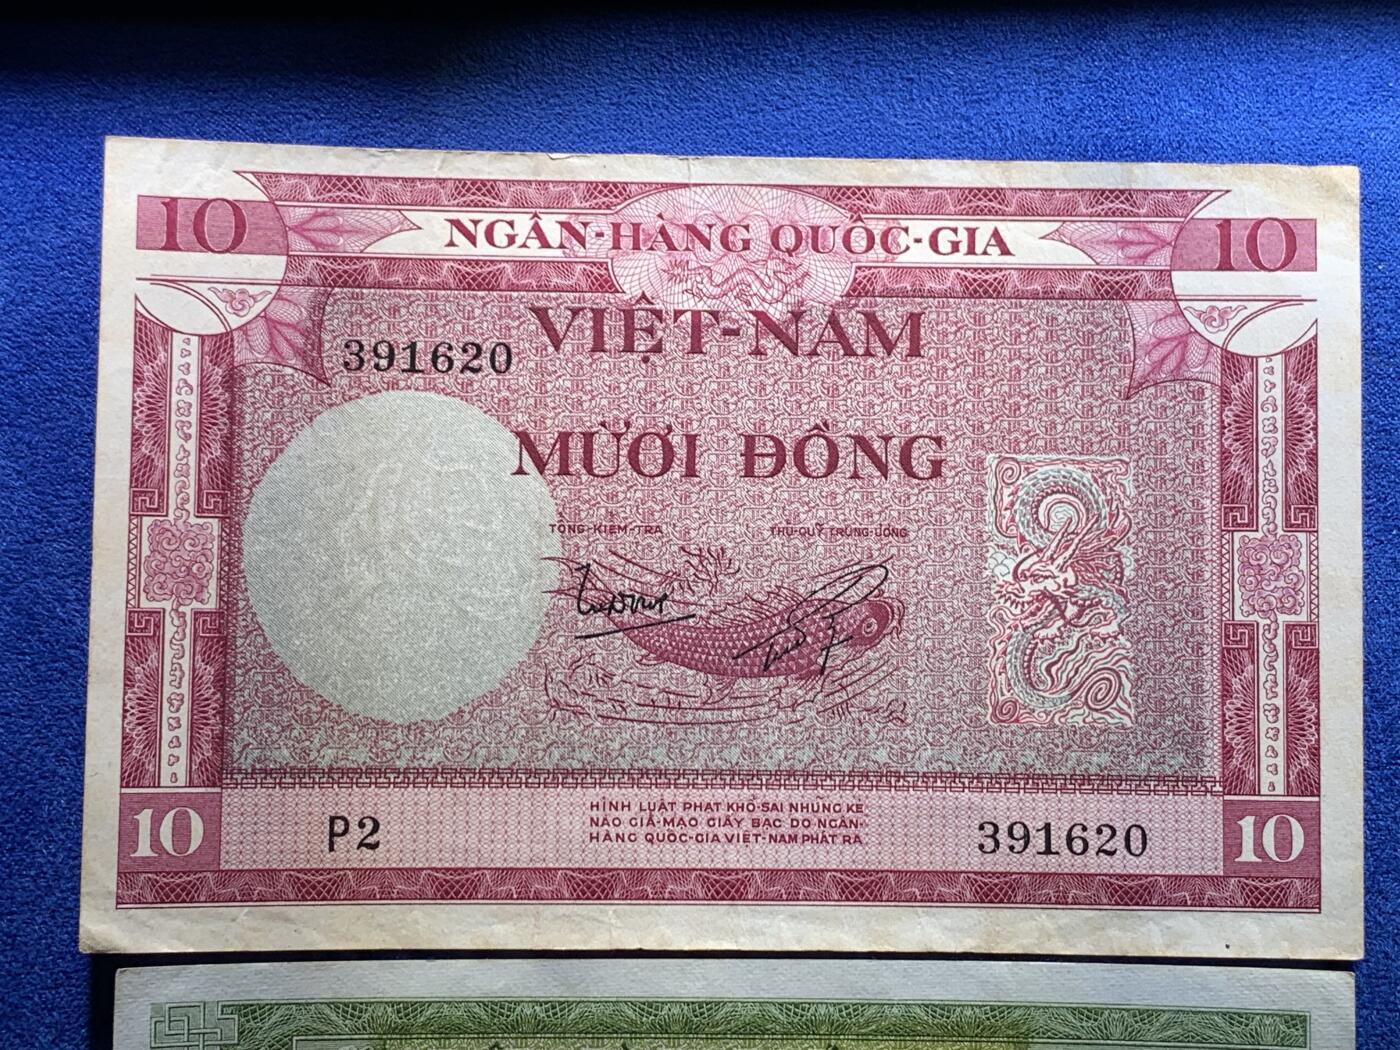 10 NGÂN-HÀNG QUỐC-GIA 10
VIỆT-NAM
391620
MƯỜI ĐỒNG
TỔNG-KIỂM-TRA THỦ-QUỸ TRUNG-ƯƠNG
HÌNH LUẬT PHẠT KHỔ-SAI NHỮNG KẺ
NÀO GIẢ-MẠO GIẤY BẠC DO NGÂN-
HÀNG QUỐC-GIA VIỆT-NAM PHÁT RA
10 P2 391620 10